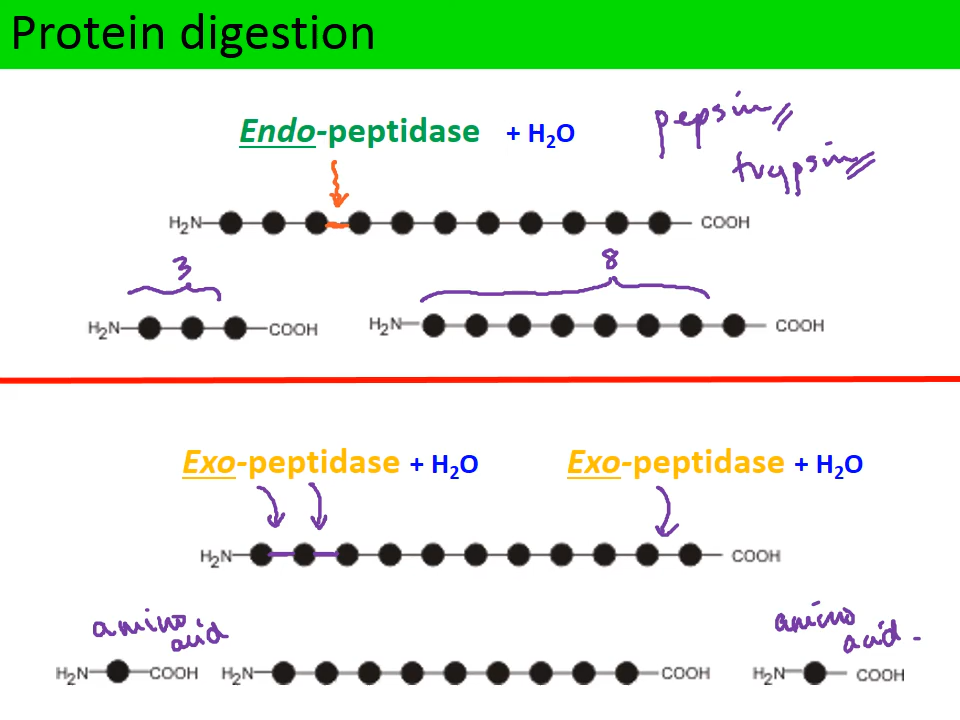 Protein digestion
Endo-peptidase + H₂O
pepsin
trypsin
H₂N COOH
3
8
H₂N COOH
H₂N COOH
Exo-peptidase + H₂O
Exo-peptidase + H₂O
H₂N COOH
amino acid
amino acid
H₂N COOH
H₂N COOH
H₂N COOH